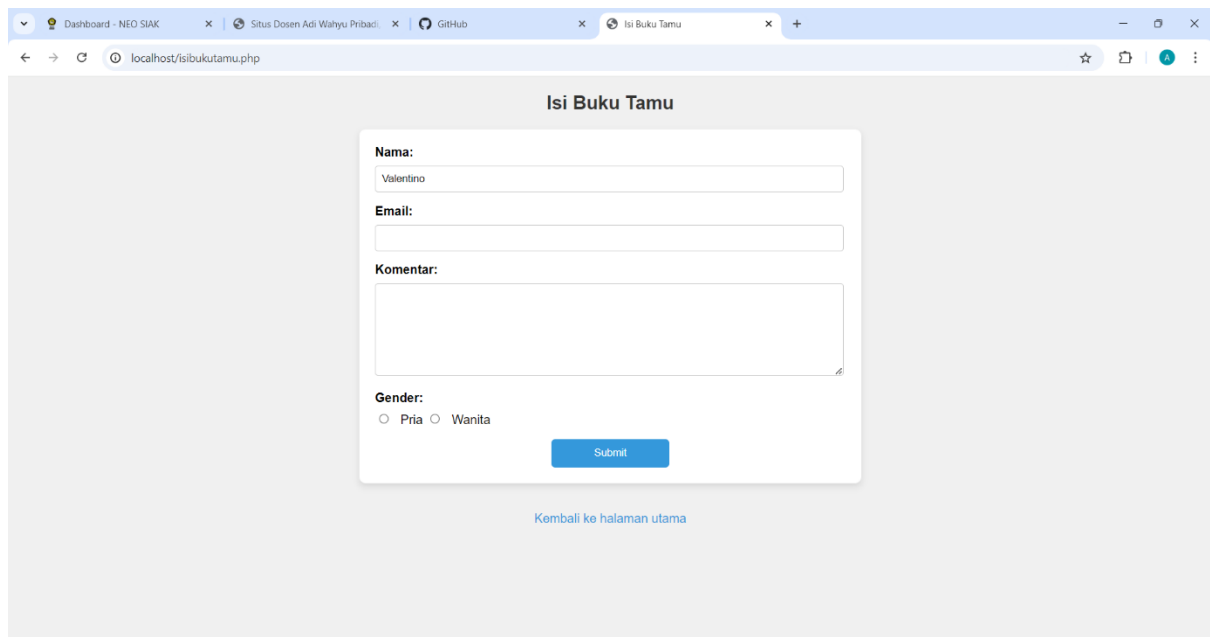 Dashboard - NEO SIAK
Situs Dosen Adi Wahyu Pribadi,
GitHub
Isi Buku Tamu
localhost/isibukutamu.php
A
Isi Buku Tamu
Nama:
Valentino
Email:
Komentar:
Gender:
Pria Wanita
Submit
Kembali ke halaman utama